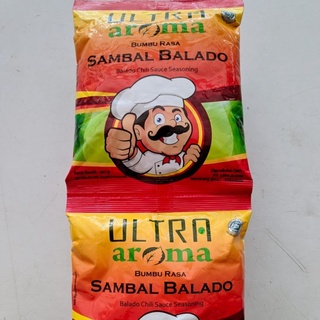 ULTRA
aroma
BUMBU RASA
SAMBAL BALADO
Balado Chili Sauce Seasoning
ULTRA
aroma
BUMBU RASA
SAMBAL BALADO
Balado Chili Sauce Seasoning